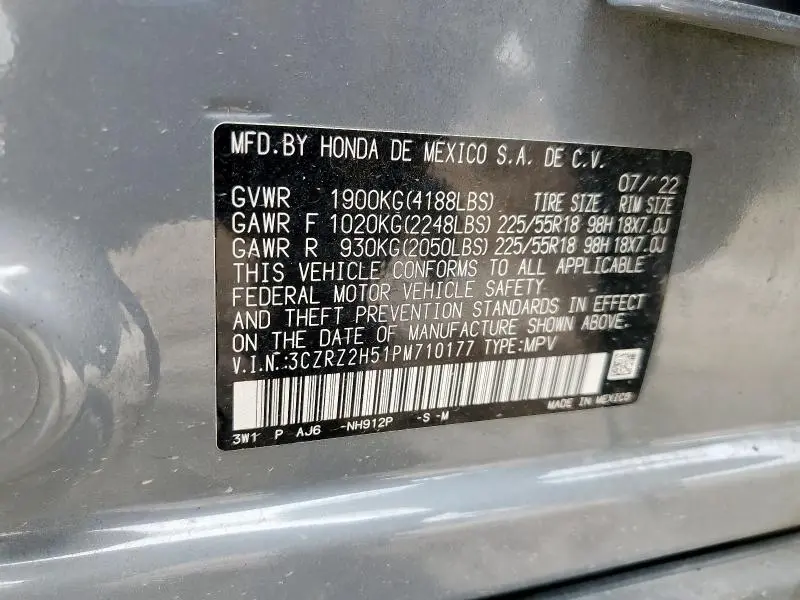 MFD.BY HONDA DE MEXICO S.A. DE C.V.
07/'22
GVWR 1900KG(4188LBS) TIRE SIZE, RIM SIZE
GAWR F 1020KG(2248LBS) 225/55R18 98H 18X7.0J
GAWR R 930KG(2050LBS) 225/55R18 98H 18X7.0J
THIS VEHICLE CONFORMS TO ALL APPLICABLE
FEDERAL MOTOR VEHICLE SAFETY
AND THEFT PREVENTION STANDARDS IN EFFECT
ON THE DATE OF MANUFACTURE SHOWN ABOVE.
V.I.N:3CZRZ2H51PM710177 TYPE:MPV
MADE IN MEXICO
3W1 P AJ6 -NH912P -S -M